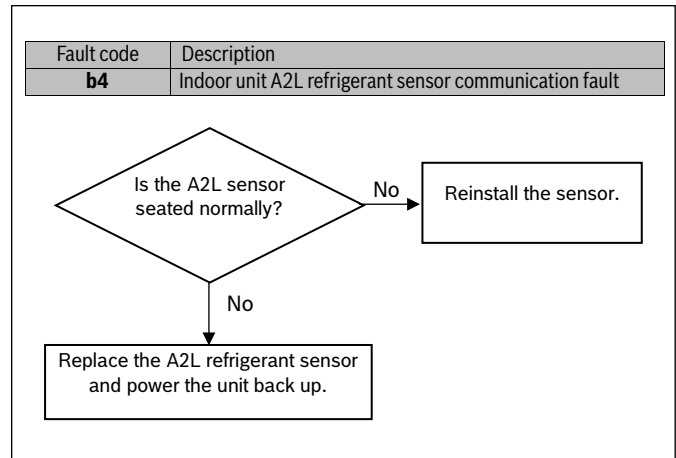 Fault code Description
b4 Indoor unit A2L refrigerant sensor communication fault
Is the A2L sensor
seated normally?
No
Reinstall the sensor.
No
Replace the A2L refrigerant sensor
and power the unit back up.